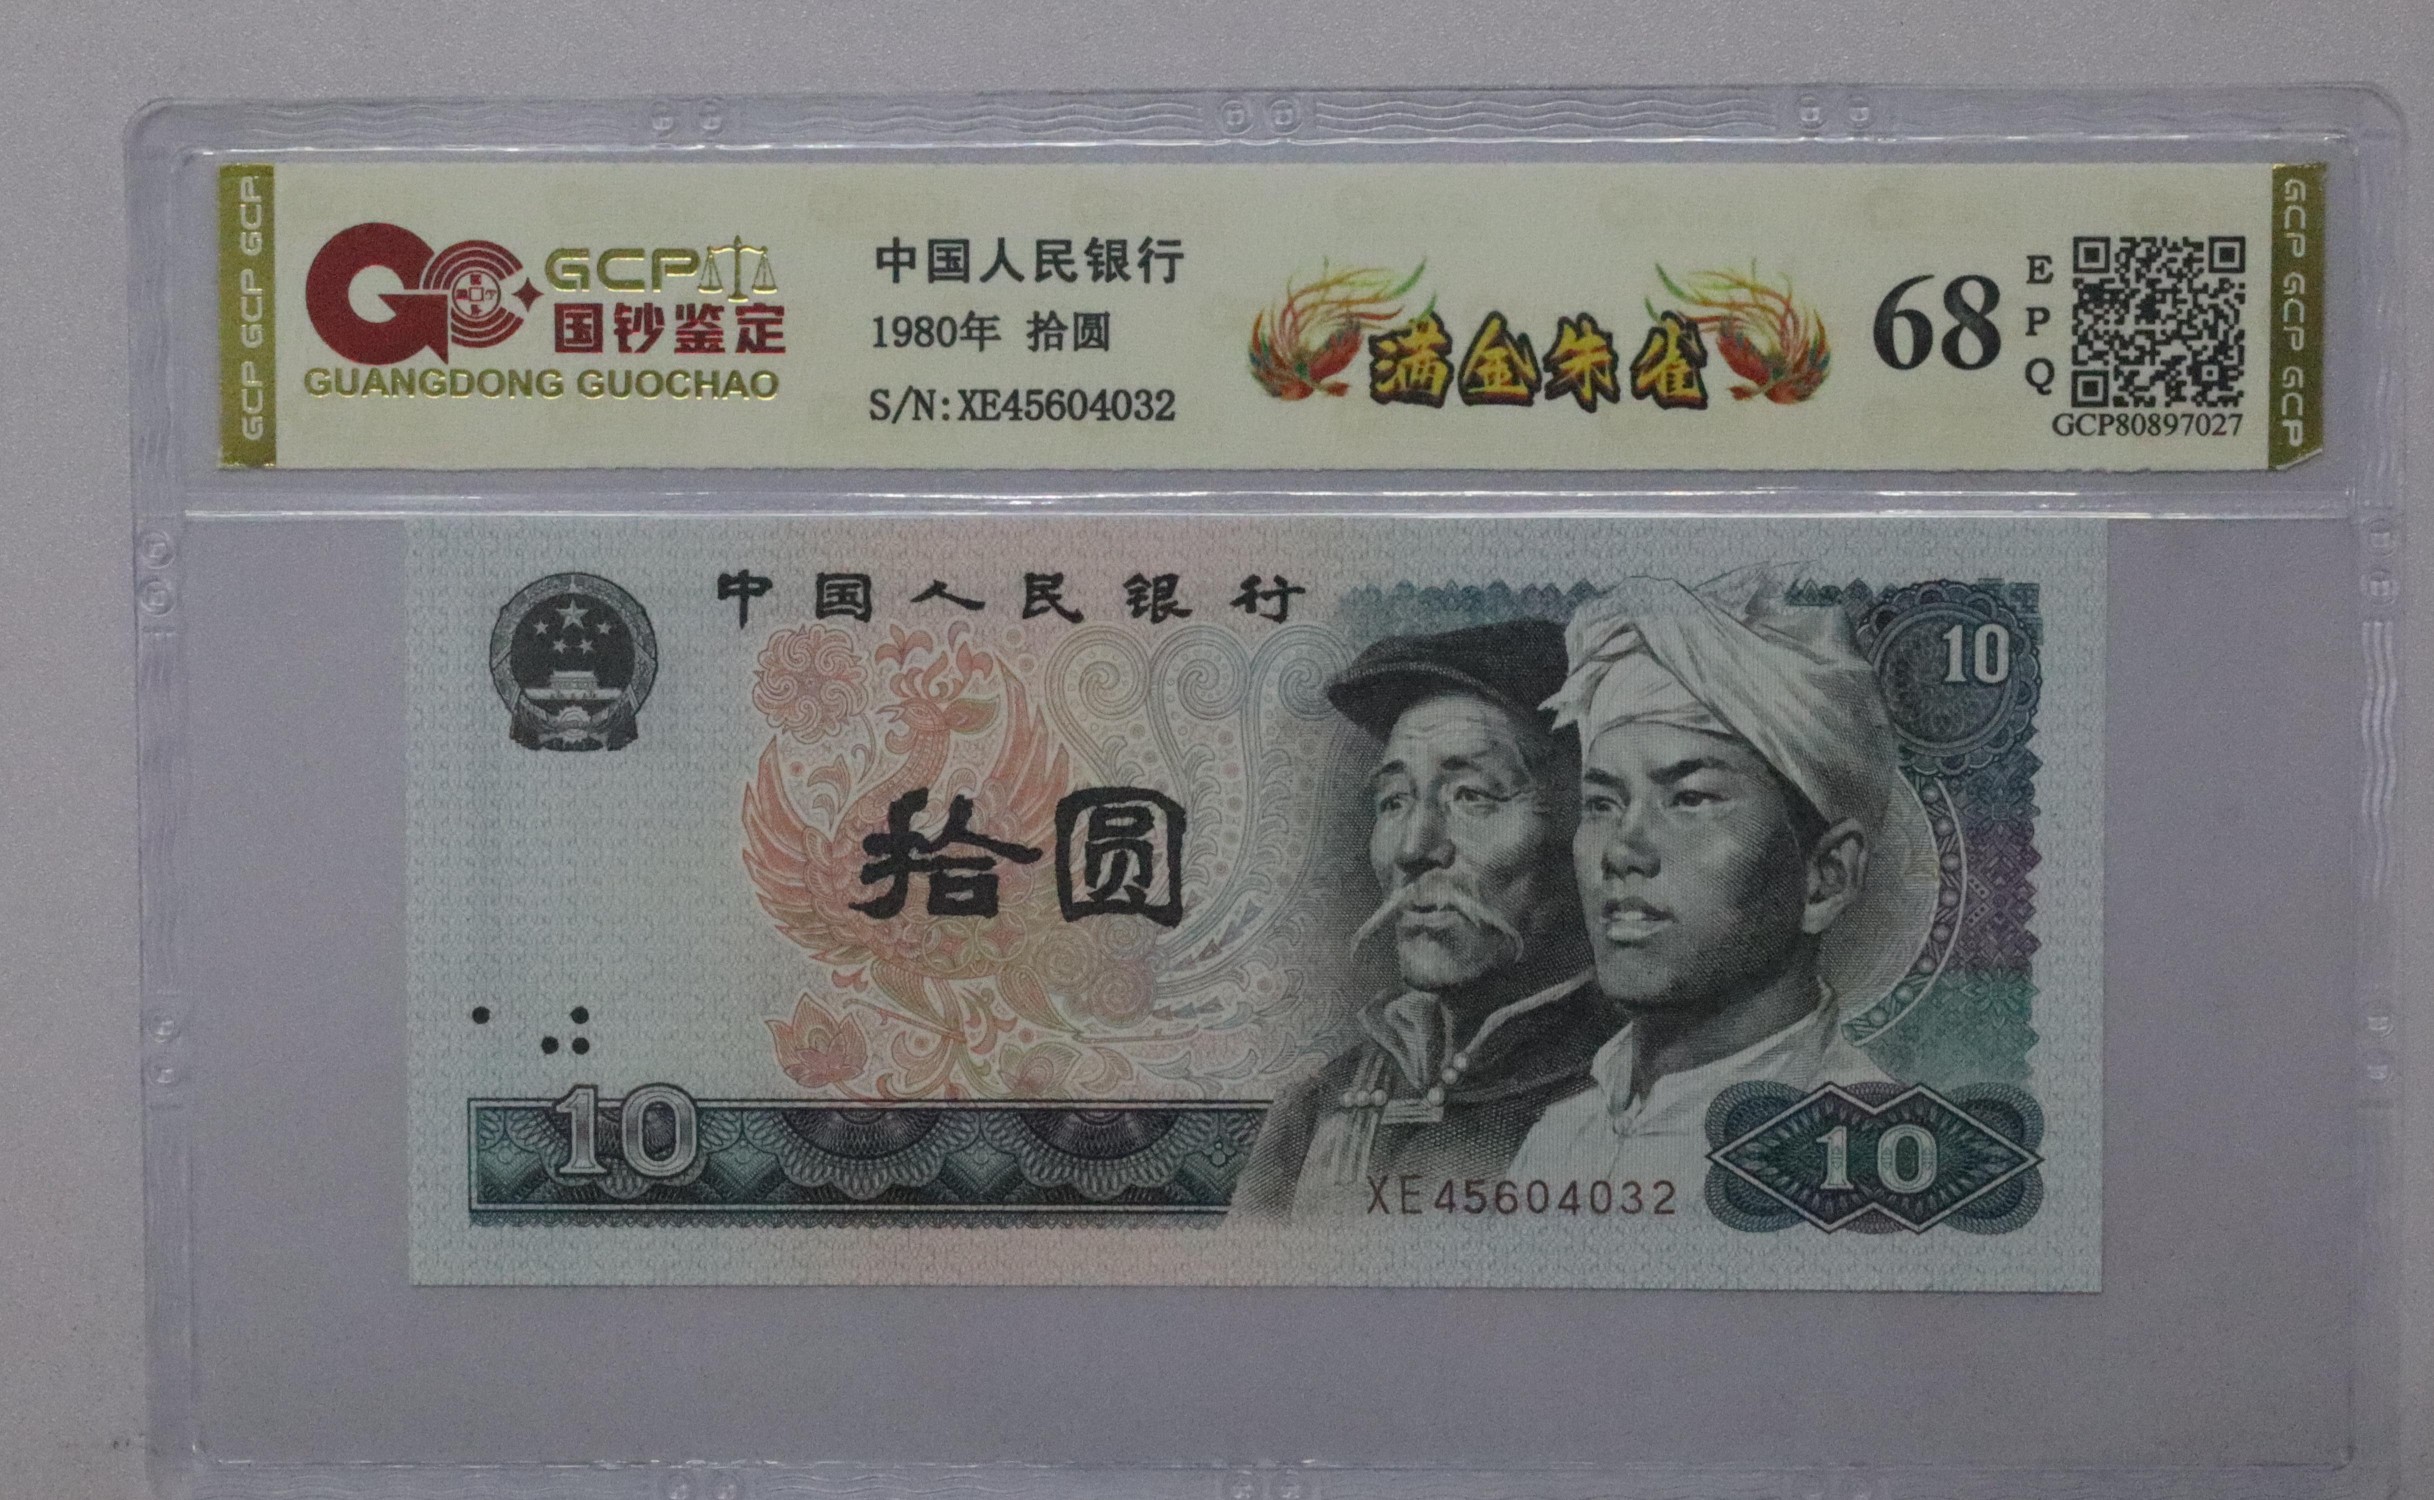 GCP GCP GCP
GCP
国钞鉴定
GUANGDONG GUOCHAO
中国人民银行
1980年 拾圆
S/N:XE45604032
满金朱雀
68
EPQ
GCP80897027
GCP GCP GCP
中国人民银行
10
拾圆
10
XE45604032
10